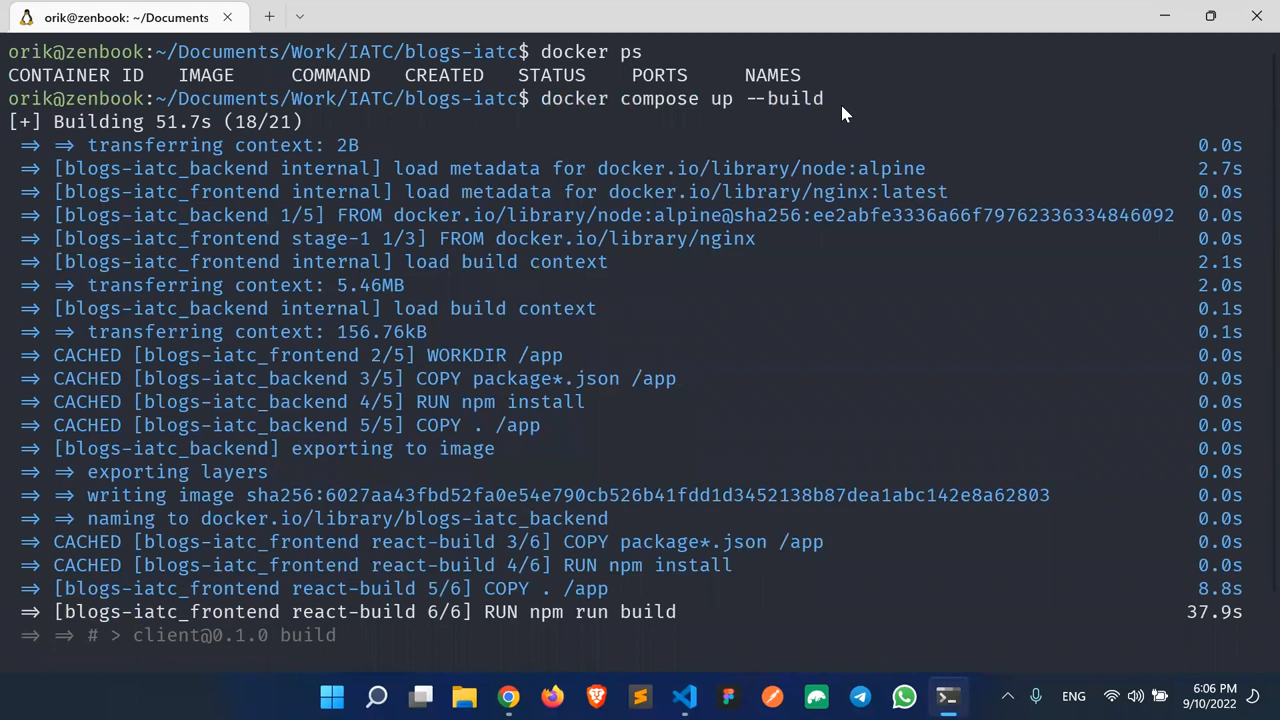 orik@zenbook: ~/Documents
orik@zenbook:~/Documents/Work/IATC/blogs-iatc$ docker ps
CONTAINER ID IMAGE COMMAND CREATED STATUS PORTS NAMES
orik@zenbook:~/Documents/Work/IATC/blogs-iatc$ docker compose up --build
[+] Building 51.7s (18/21)
=> => transferring context: 2B 0.0s
=> [blogs-iatc_backend internal] load metadata for docker.io/library/node:alpine 2.7s
=> [blogs-iatc_frontend internal] load metadata for docker.io/library/nginx:latest 0.0s
=> [blogs-iatc_backend 1/5] FROM docker.io/library/node:alpine@sha256:ee2abfe3336a66f79762336334846092 0.0s
=> [blogs-iatc_frontend stage-1 1/3] FROM docker.io/library/nginx 0.0s
=> [blogs-iatc_frontend internal] load build context 2.1s
=> => transferring context: 5.46MB 2.0s
=> [blogs-iatc_backend internal] load build context 0.1s
=> => transferring context: 156.76kB 0.1s
=> CACHED [blogs-iatc_frontend 2/5] WORKDIR /app 0.0s
=> CACHED [blogs-iatc_backend 3/5] COPY package*.json /app 0.0s
=> CACHED [blogs-iatc_backend 4/5] RUN npm install 0.0s
=> CACHED [blogs-iatc_backend 5/5] COPY . /app 0.0s
=> [blogs-iatc_backend] exporting to image 0.0s
=> => exporting layers 0.0s
=> => writing image sha256:6027aa43fbd52fa0e54e790cb526b41fdd1d3452138b87dea1abc142e8a62803 0.0s
=> => naming to docker.io/library/blogs-iatc_backend 0.0s
=> CACHED [blogs-iatc_frontend react-build 3/6] COPY package*.json /app 0.0s
=> CACHED [blogs-iatc_frontend react-build 4/6] RUN npm install 0.0s
=> [blogs-iatc_frontend react-build 5/6] COPY . /app 8.8s
=> [blogs-iatc_frontend react-build 6/6] RUN npm run build 37.9s
=> => # > client@0.1.0 build
ENG
6:06 PM
9/10/2022